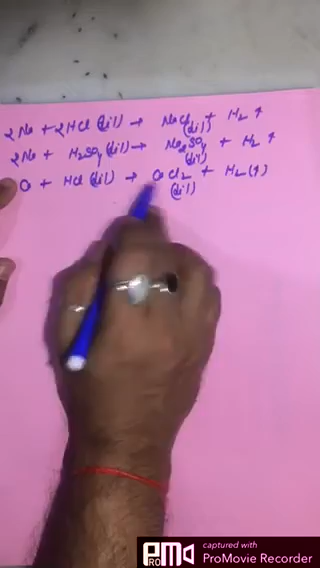 2Na + 2HCl (dil) → NaCl + H₂ ↑
(dil)
2Na + H₂SO₄ (dil) → Na₂SO₄ + H₂ ↑
(dil)
+ HCl (dil) → Cl₂ + H₂ (↑)
(dil)
captured with
PRO
ProMovie Recorder